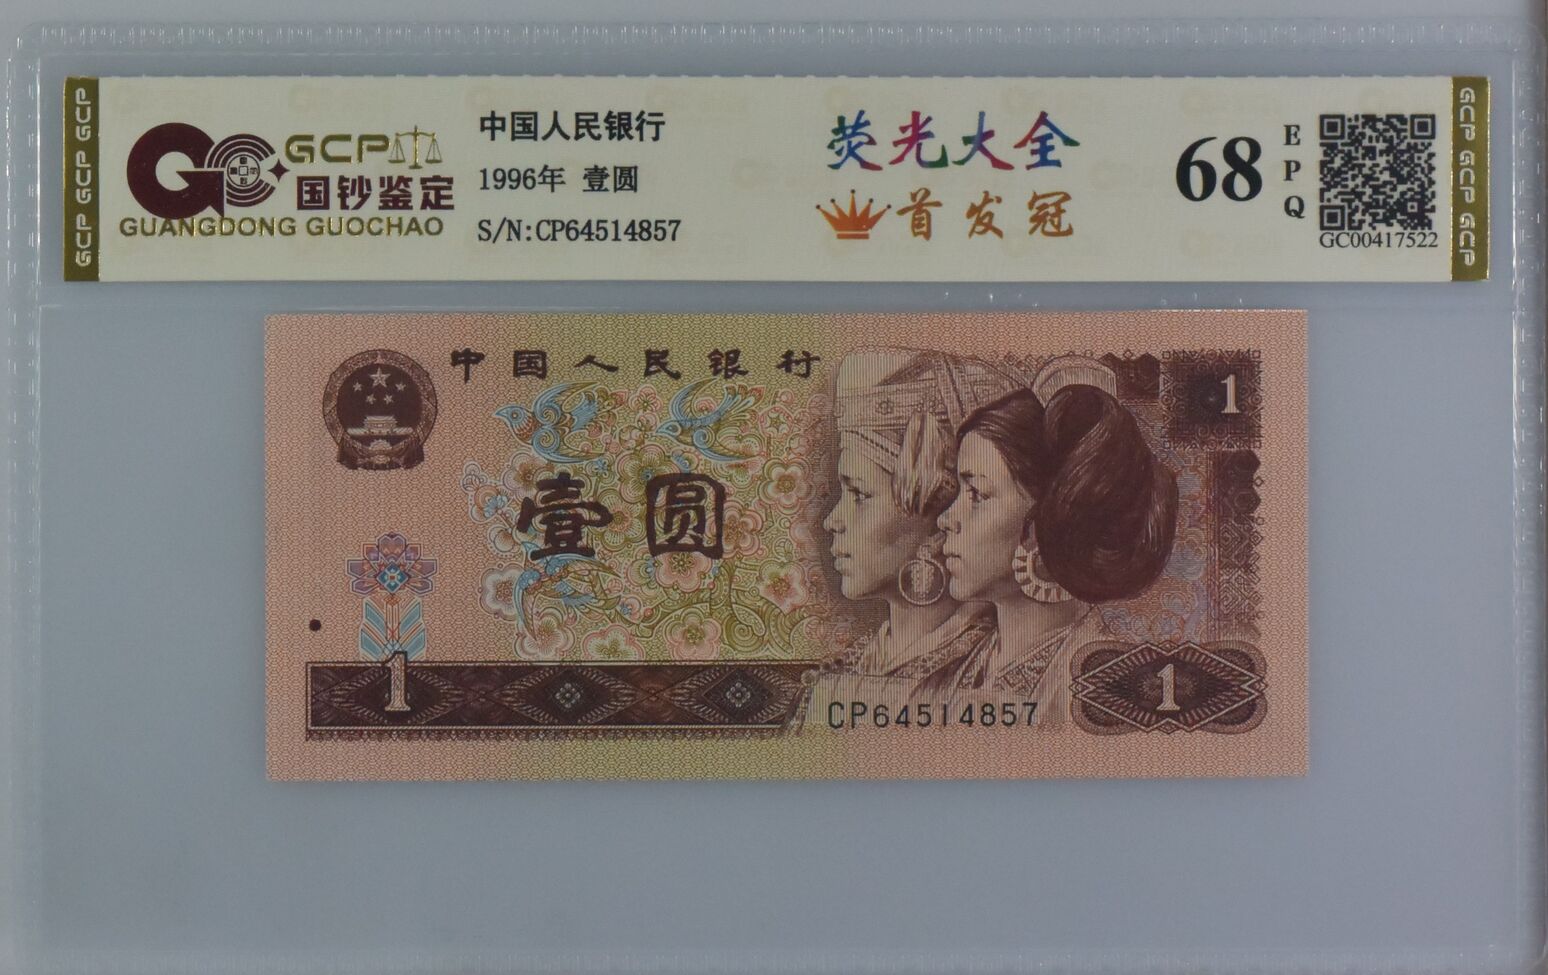 GCP GCP GCP
GCP
国钞鉴定
GUANGDONG GUOCHAO
中国人民银行
1996年 壹圆
S/N:CP64514857
荧光大全
首发冠
68
EPQ
GC00417522
GCP GCP GCP
中国人民银行
1
壹圆
1
CP64514857
1